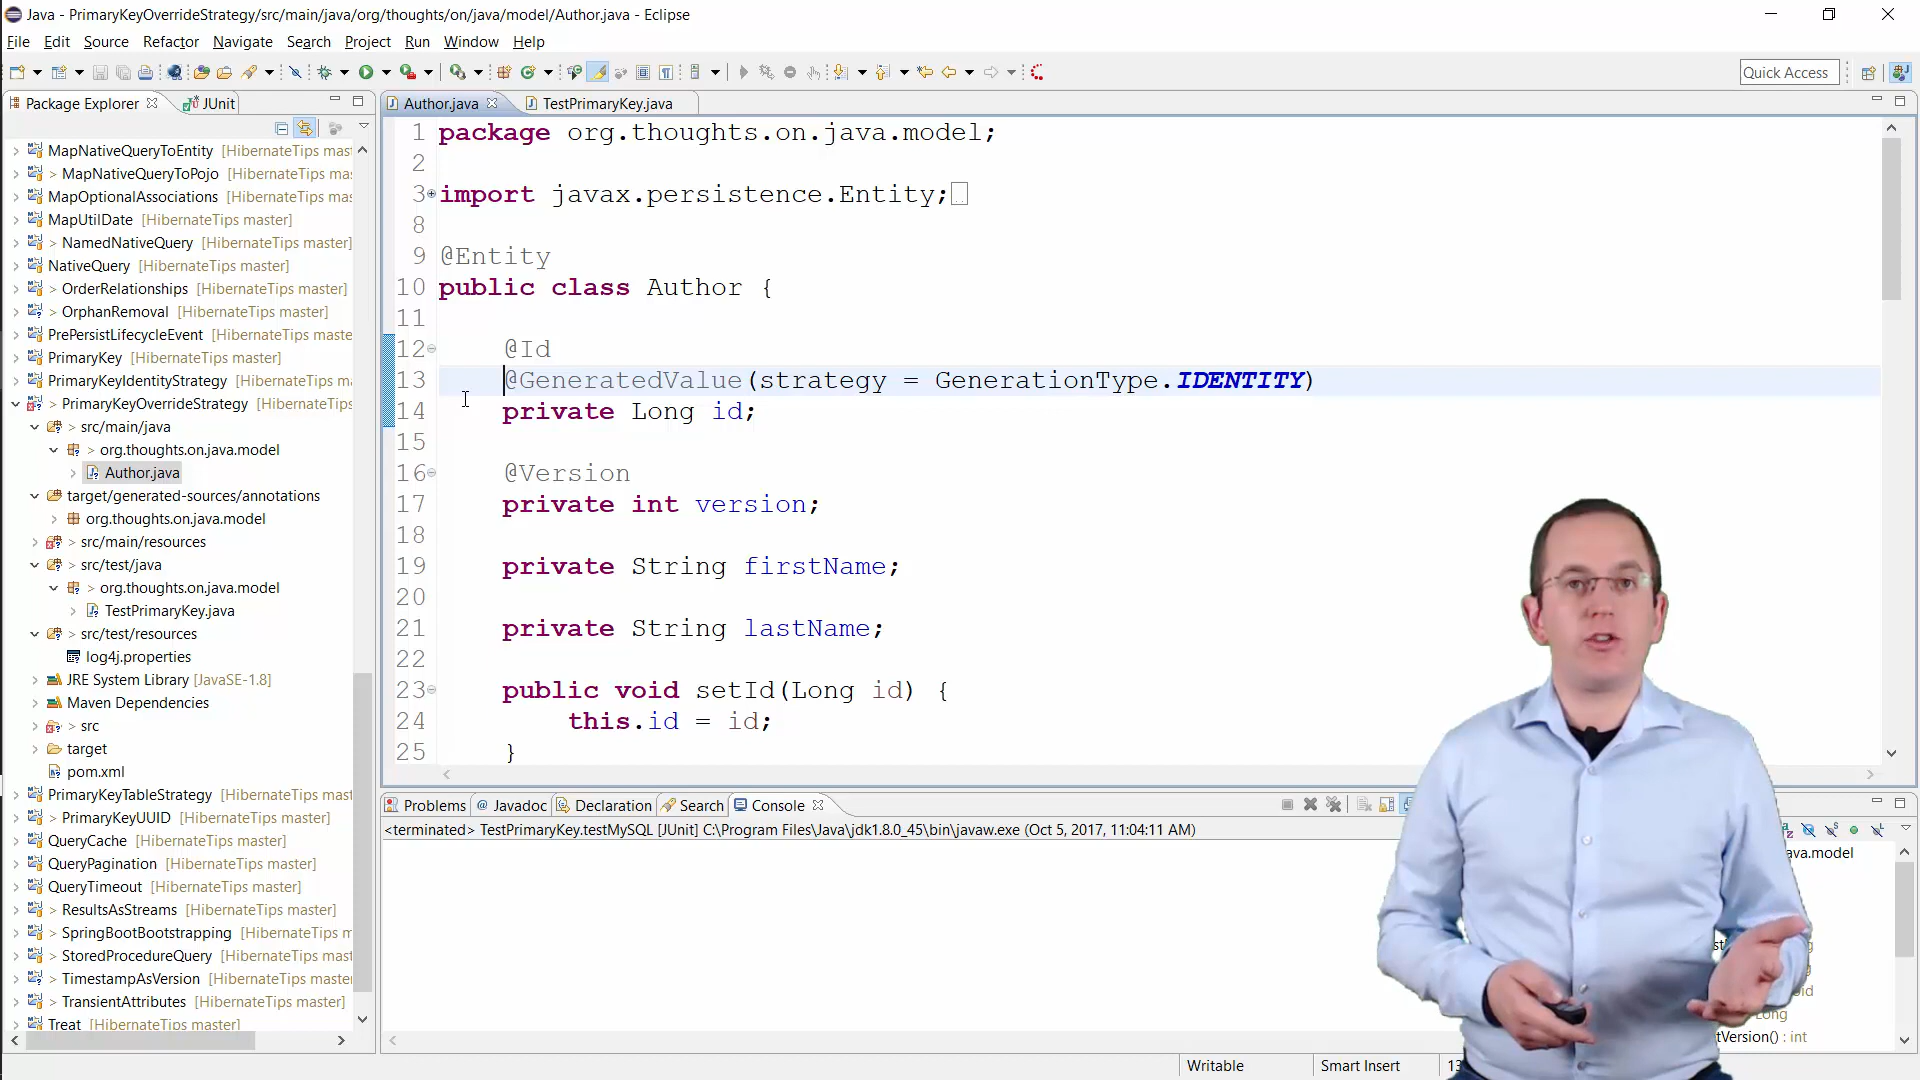 Java - PrimaryKeyOverrideStrategy/src/main/java/org/thoughts/on/java/model/Author.java - Eclipse
File Edit Source Refactor Navigate Search Project Run Window Help
Quick Access
Package Explorer JUnit
MapNativeQueryToEntity [HibernateTips mas
> MapNativeQueryToPojo [HibernateTips mas
MapOptionalAssociations [HibernateTips mas
MapUtilDate [HibernateTips master]
> NamedNativeQuery [HibernateTips master]
NativeQuery [HibernateTips master]
> OrderRelationships [HibernateTips master]
> OrphanRemoval [HibernateTips master]
PrePersistLifecycleEvent [HibernateTips master]
PrimaryKey [HibernateTips master]
PrimaryKeyIdentityStrategy [HibernateTips mast
> PrimaryKeyOverrideStrategy [HibernateTips
> src/main/java
> org.thoughts.on.java.model
Author.java
target/generated-sources/annotations
org.thoughts.on.java.model
> src/main/resources
> src/test/java
> org.thoughts.on.java.model
TestPrimaryKey.java
> src/test/resources
log4j.properties
JRE System Library [JavaSE-1.8]
Maven Dependencies
> src
target
pom.xml
PrimaryKeyTableStrategy [HibernateTips mast
> PrimaryKeyUUID [HibernateTips master]
QueryCache [HibernateTips master]
QueryPagination [HibernateTips master]
QueryTimeout [HibernateTips master]
> ResultsAsStreams [HibernateTips master]
> SpringBootBootstrapping [HibernateTips m
> StoredProcedureQuery [HibernateTips mast
> TimestampAsVersion [HibernateTips master]
> TransientAttributes [HibernateTips master]
Treat [HibernateTips master]
Author.java TestPrimaryKey.java
1 package org.thoughts.on.java.model;
2
3 import javax.persistence.Entity;
8
9 @Entity
10 public class Author {
11
12 @Id
13 @GeneratedValue(strategy = GenerationType.IDENTITY)
14 private Long id;
15
16 @Version
17 private int version;
18
19 private String firstName;
20
21 private String lastName;
22
23 public void setId(Long id) {
24 this.id = id;
25 }
Problems @ Javadoc Declaration Search Console
<terminated> TestPrimaryKey.testMySQL [JUnit] C:\Program Files\Java\jdk1.8.0_45\bin\javaw.exe (Oct 5, 2017, 11:04:11 AM)
ava.model
Long
tVersion() : int
Writable Smart Insert 13